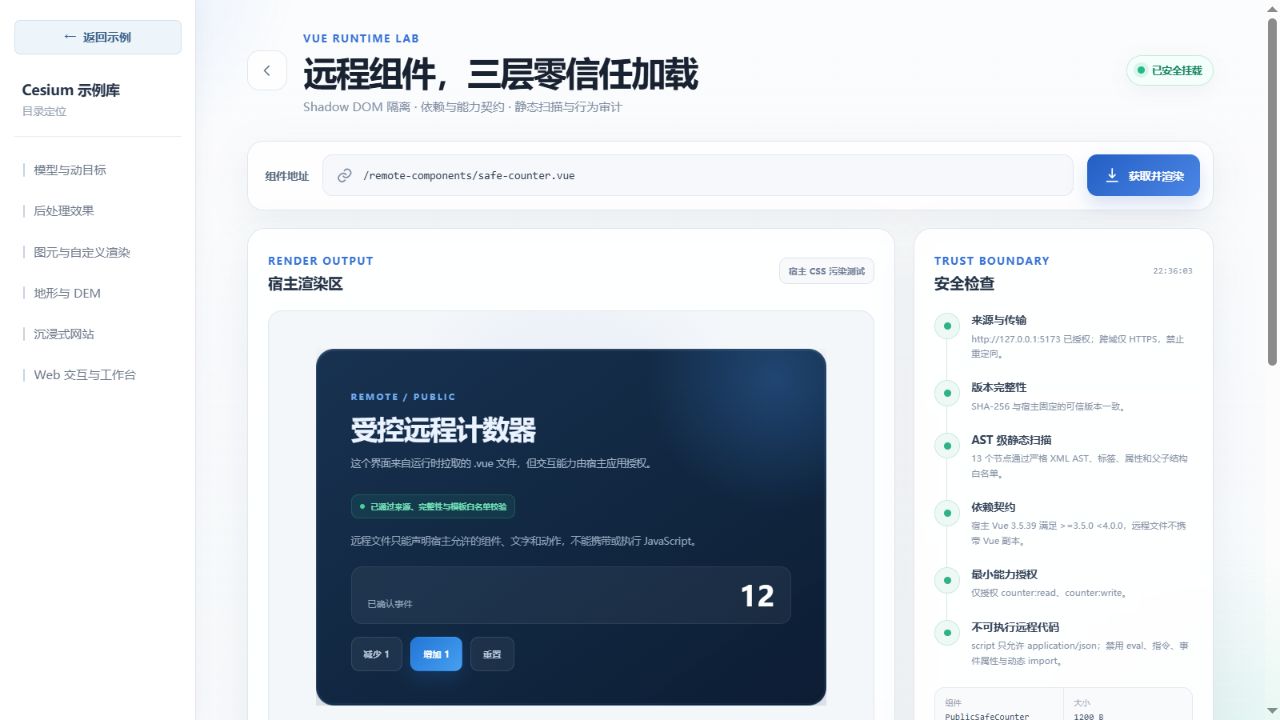 ← 返回示例
Cesium 示例库
目录定位
模型与动目标
后处理效果
图元与自定义渲染
地形与 DEM
沉浸式网站
Web 交互与工作台
VUE RUNTIME LAB
远程组件，三层零信任加载
Shadow DOM 隔离 · 依赖与能力契约 · 静态扫描与行为审计
已安全挂载
组件地址
/remote-components/safe-counter.vue
获取并渲染
RENDER OUTPUT
宿主渲染区
宿主 CSS 污染测试
REMOTE / PUBLIC
受控远程计数器
这个界面来自运行时拉取的 .vue 文件，但交互能力由宿主应用授权。
已通过来源、完整性与模板白名单校验
远程文件只能声明宿主允许的组件、文字和动作，不能携带或执行 JavaScript。
已确认事件
12
减少 1
增加 1
重置
TRUST BOUNDARY
安全检查
22:36:03
来源与传输
http://127.0.0.1:5173 已授权；跨域仅 HTTPS，禁止
重定向。
版本完整性
SHA-256 与宿主固定的可信版本一致。
AST 级静态扫描
13 个节点通过严格 XML AST、标签、属性和父子结构
白名单。
依赖契约
宿主 Vue 3.5.39 满足 >=3.5.0 <4.0.0，远程文件不携
带 Vue 副本。
最小能力授权
仅授权 counter:read、counter:write。
不可执行远程代码
script 只允许 application/json；禁用 eval、指令、事
件属性与动态 import。
组件
PublicSafeCounter
大小
1200 B